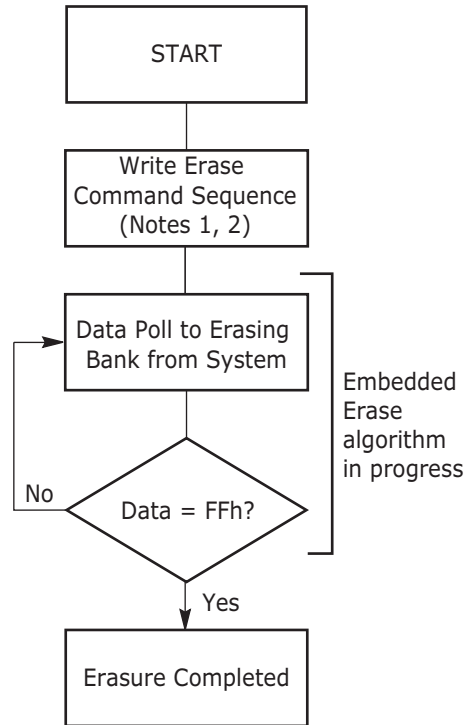 START
Write Erase
Command Sequence
(Notes 1, 2)
Data Poll to Erasing
Bank from System
Embedded
Erase
algorithm
in progress
No
Data = FFh?
Yes
Erasure Completed